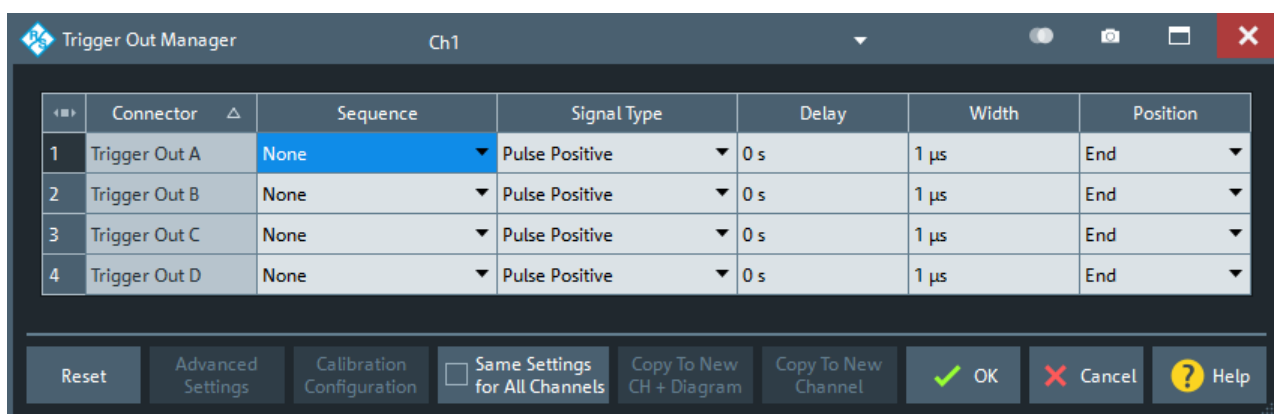 R/S Trigger Out Manager Ch1
Connector Sequence Signal Type Delay Width Position
1 Trigger Out A None Pulse Positive 0 s 1 µs End
2 Trigger Out B None Pulse Positive 0 s 1 µs End
3 Trigger Out C None Pulse Positive 0 s 1 µs End
4 Trigger Out D None Pulse Positive 0 s 1 µs End
Reset
Advanced
Settings
Calibration
Configuration
Same Settings
for All Channels
Copy To New
CH + Diagram
Copy To New
Channel
OK
Cancel
? Help